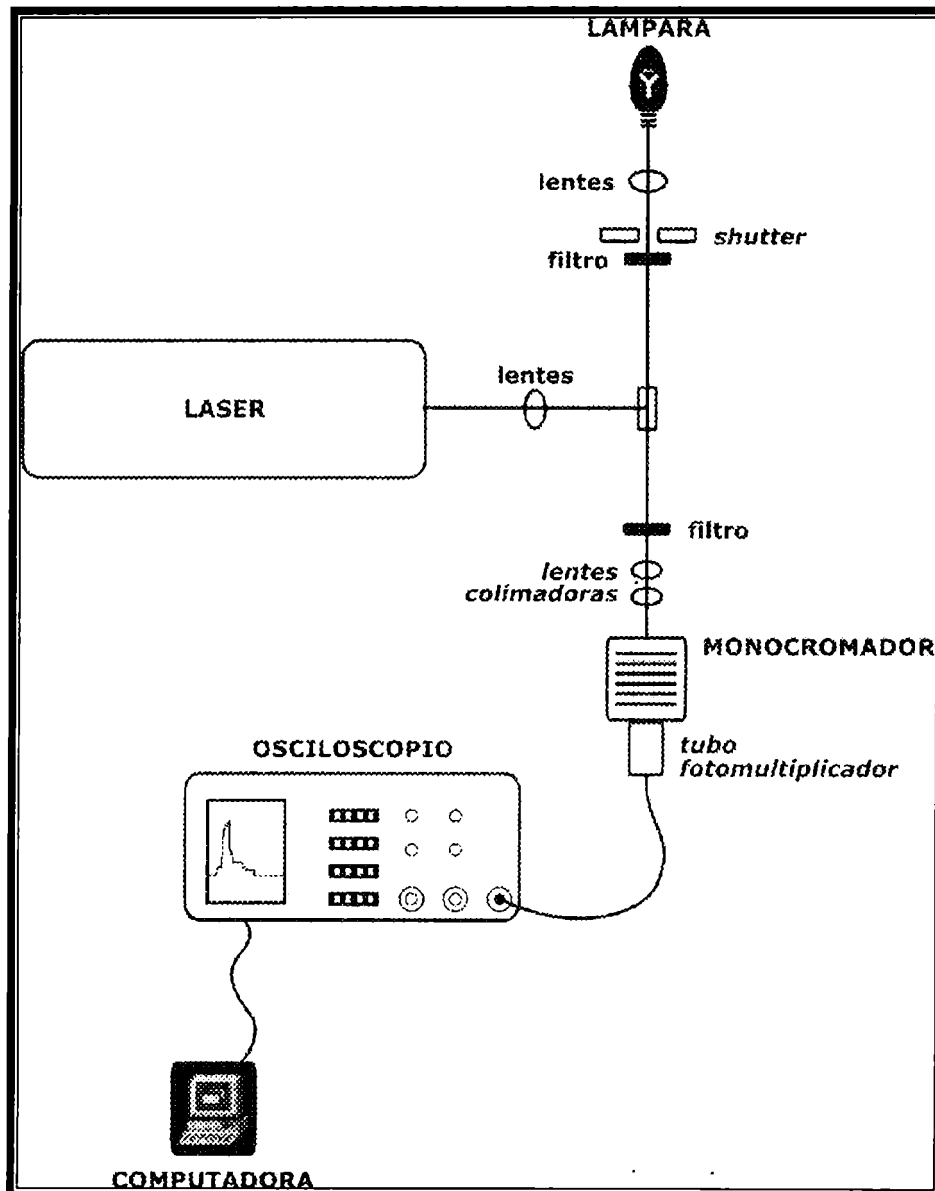 LAMPARA
lentes
shutter
filtro
lentes
LASER
filtro
lentes
colimadoras
MONOCROMADOR
tubo
fotomultiplicador
OSCILOSCOPIO
COMPUTADORA